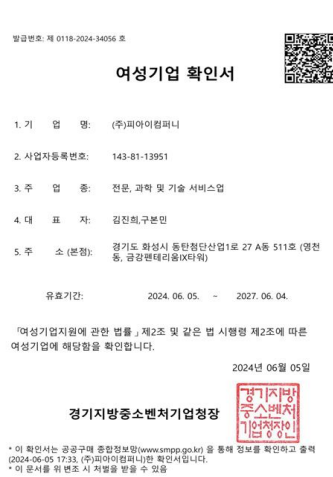 발급번호: 제 0118-2024-34056 호
여성기업 확인서
1. 기 업 명: (주)피아이컴퍼니
2. 사업자등록번호: 143-81-13951
3. 주 업 종: 전문, 과학 및 기술 서비스업
4. 대 표 자: 김진희,구본민
5. 주 소 (본점): 경기도 화성시 동탄첨단산업1로 27 A동 511호 (영천
동, 금강펜테리움IX타워)
유효기간: 2024. 06. 05. ~ 2027. 06. 04.
「여성기업지원에 관한 법률」제2조 및 같은 법 시행령 제2조에 따른
여성기업에 해당함을 확인합니다.
2024년 06월 05일
경기지방중소벤처기업청장
경기지방
중소벤처
기업청장인
* 이 확인서는 공공구매 종합정보망(www.smpp.go.kr) 을 통해 정보를 확인하고 출력
(2024-06-05 17:33, (주)피아이컴퍼니)한 확인서입니다.
* 이 문서를 위 변조 시 처벌을 받을 수 있음